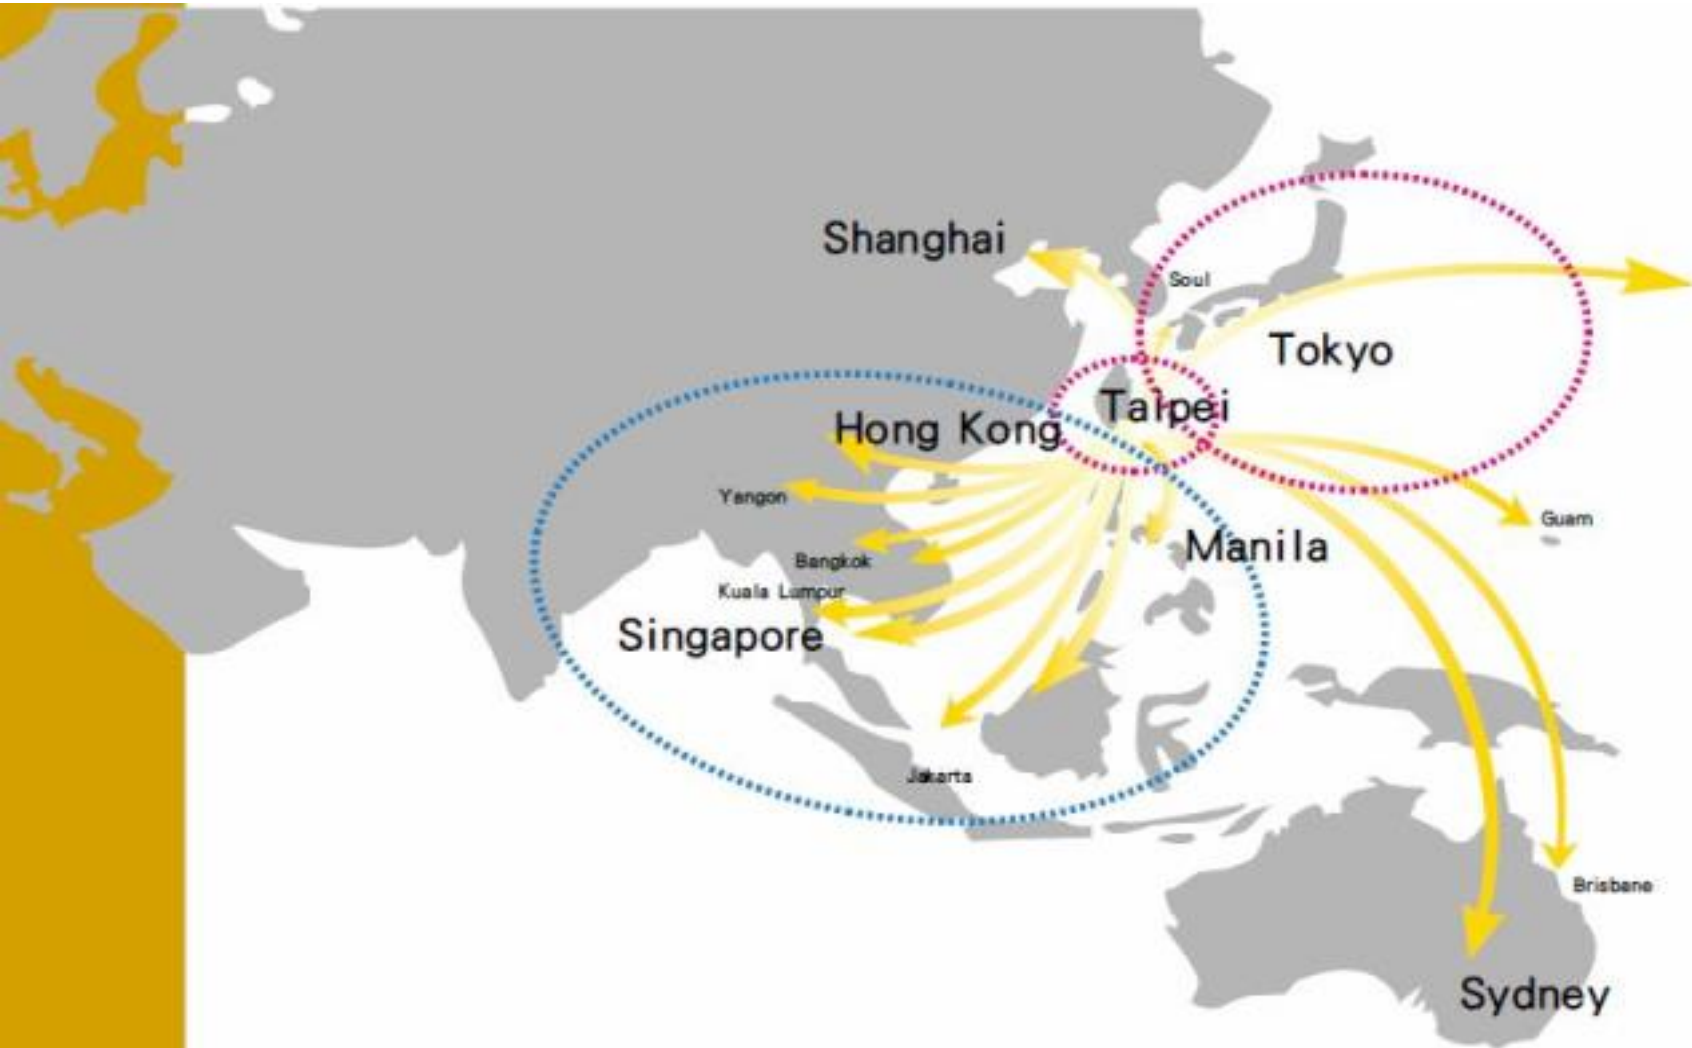 Shanghai
Soul
Tokyo
Taipei
Hong Kong
Yangon
Guam
Manila
Bangkok
Kuala Lumpur
Singapore
Jakarta
Brisbane
Sydney